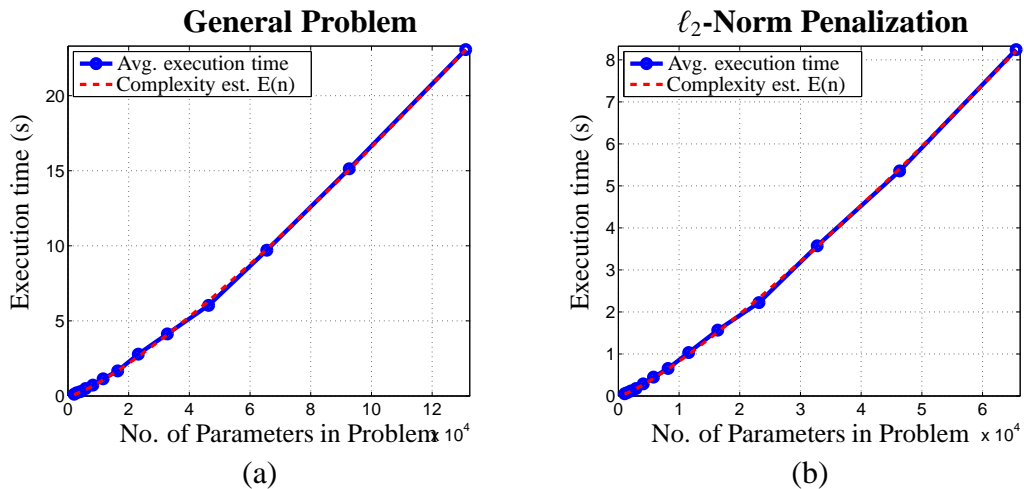 General Problem
Avg. execution time
Complexity est. E(n)
Execution time (s)
20
15
10
5
0
0 2 4 6 8 10 12
x 10^4
No. of Parameters in Problem
(a)
ℓ₂-Norm Penalization
Avg. execution time
Complexity est. E(n)
Execution time (s)
8
7
6
5
4
3
2
1
0
0 1 2 3 4 5 6
x 10^4
No. of Parameters in Problem
(b)